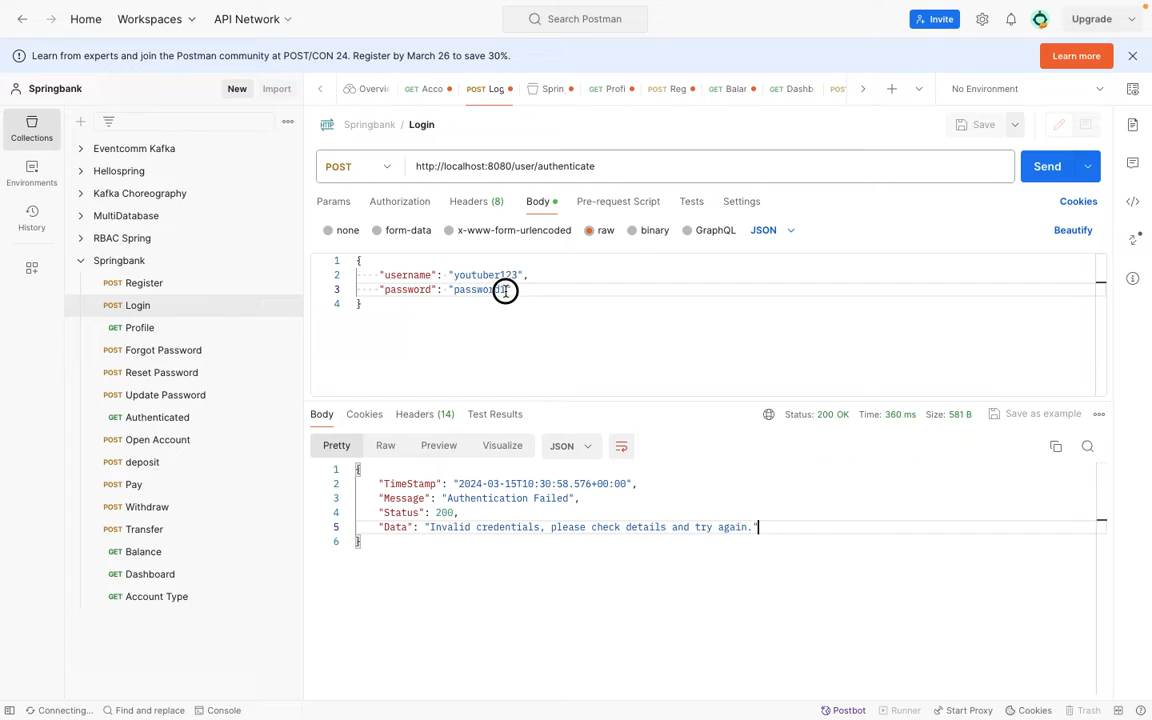 Home Workspaces API Network Search Postman Invite Upgrade
Learn from experts and join the Postman community at POST/CON 24. Register by March 26 to save 30%. Learn more
Springbank New Import
Overvi GET Acco POST Log Sprin POST Profi POST Reg GET Balar GET Dashb POS No Environment
Collections
Environments
History
Eventcomm Kafka
Hellospring
Kafka Choreography
MultiDatabase
RBAC Spring
Springbank
POST Register
POST Login
GET Profile
POST Forgot Password
POST Reset Password
POST Update Password
GET Authenticated
POST Open Account
POST deposit
POST Pay
POST Withdraw
POST Transfer
GET Balance
GET Dashboard
GET Account Type
HTTP Springbank / Login Save
POST http://localhost:8080/user/authenticate Send
Params Authorization Headers (8) Body Pre-request Script Tests Settings Cookies
none form-data x-www-form-urlencoded raw binary GraphQL JSON Beautify
1 {
2 "username": "youtuber123",
3 "password": "password1"
4 }
Body Cookies Headers (14) Test Results Status: 200 OK Time: 360 ms Size: 581 B Save as example
Pretty Raw Preview Visualize JSON
1 {
2 "TimeStamp": "2024-03-15T10:30:58.576+00:00",
3 "Message": "Authentication Failed",
4 "Status": 200,
5 "Data": "Invalid credentials, please check details and try again."
6 }
Connecting... Find and replace Console Postbot Runner Start Proxy Cookies Trash